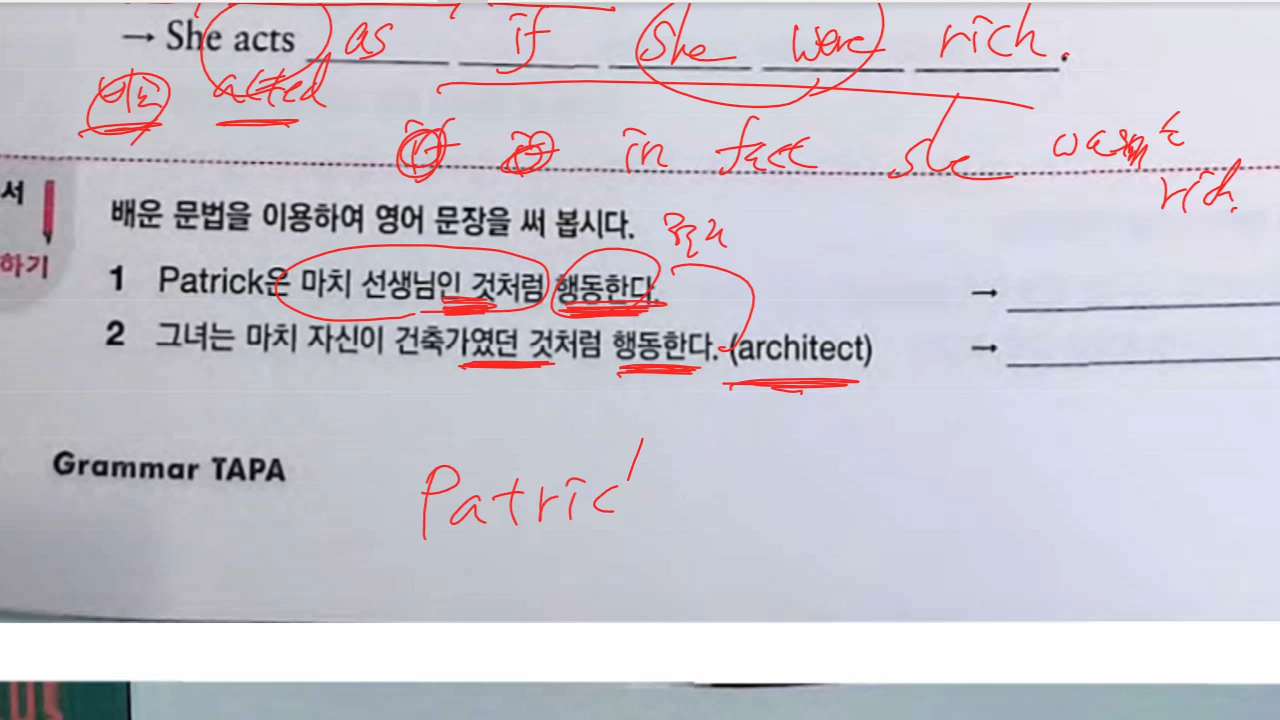 → She acts as if she were rich.
비도 acted
if in fact she wasn't
rich.
서
배운 문법을 이용하여 영어 문장을 써 봅시다.
하기
1 Patrick은 마치 선생님인 것처럼 행동한다. →
2 그녀는 마치 자신이 건축가였던 것처럼 행동한다. (architect) →
Grammar TAPA
Patric
US